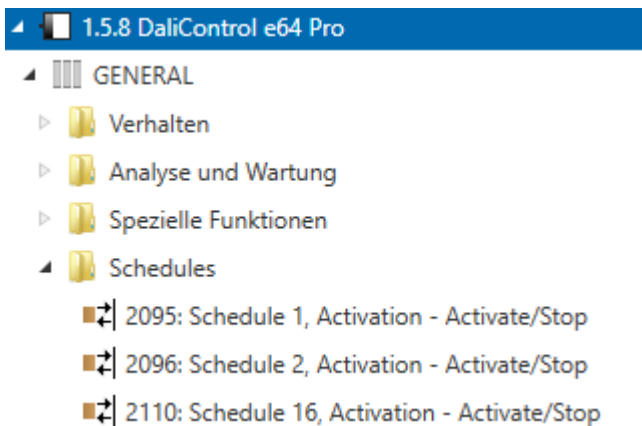 1.5.8 DaliControl e64 Pro
GENERAL
Verhalten
Analyse und Wartung
Spezielle Funktionen
Schedules
2095: Schedule 1, Activation - Activate/Stop
2096: Schedule 2, Activation - Activate/Stop
2110: Schedule 16, Activation - Activate/Stop